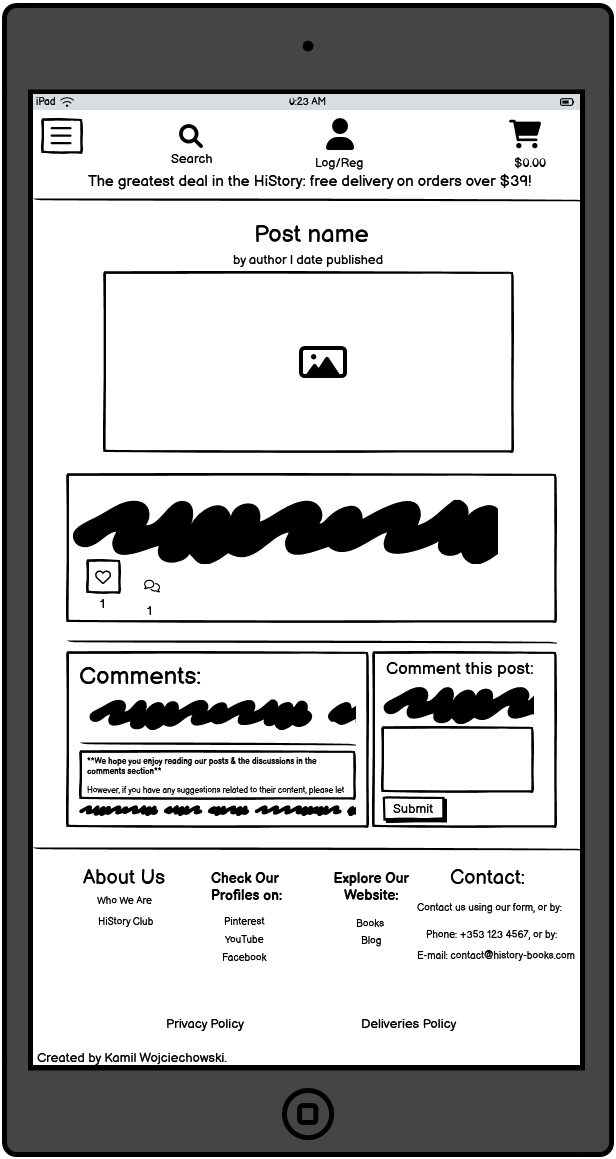 iPad
0:23 AM
Search
Log/Reg
$0.00
The greatest deal in the HiStory: free delivery on orders over $39!
Post name
by author I date published
1
1
Comments:
**We hope you enjoy reading our posts & the discussions in the
comments section**
However, if you have any suggestions related to their content, please let
Comment this post:
Submit
About Us
Who We Are
HiStory Club
Check Our
Profiles on:
Pinterest
YouTube
Facebook
Explore Our
Website:
Books
Blog
Contact:
Contact us using our form, or by:
Phone: +353 123 4567, or by:
E-mail: contact@history-books.com
Privacy Policy
Deliveries Policy
Created by Kamil Wojciechowski.